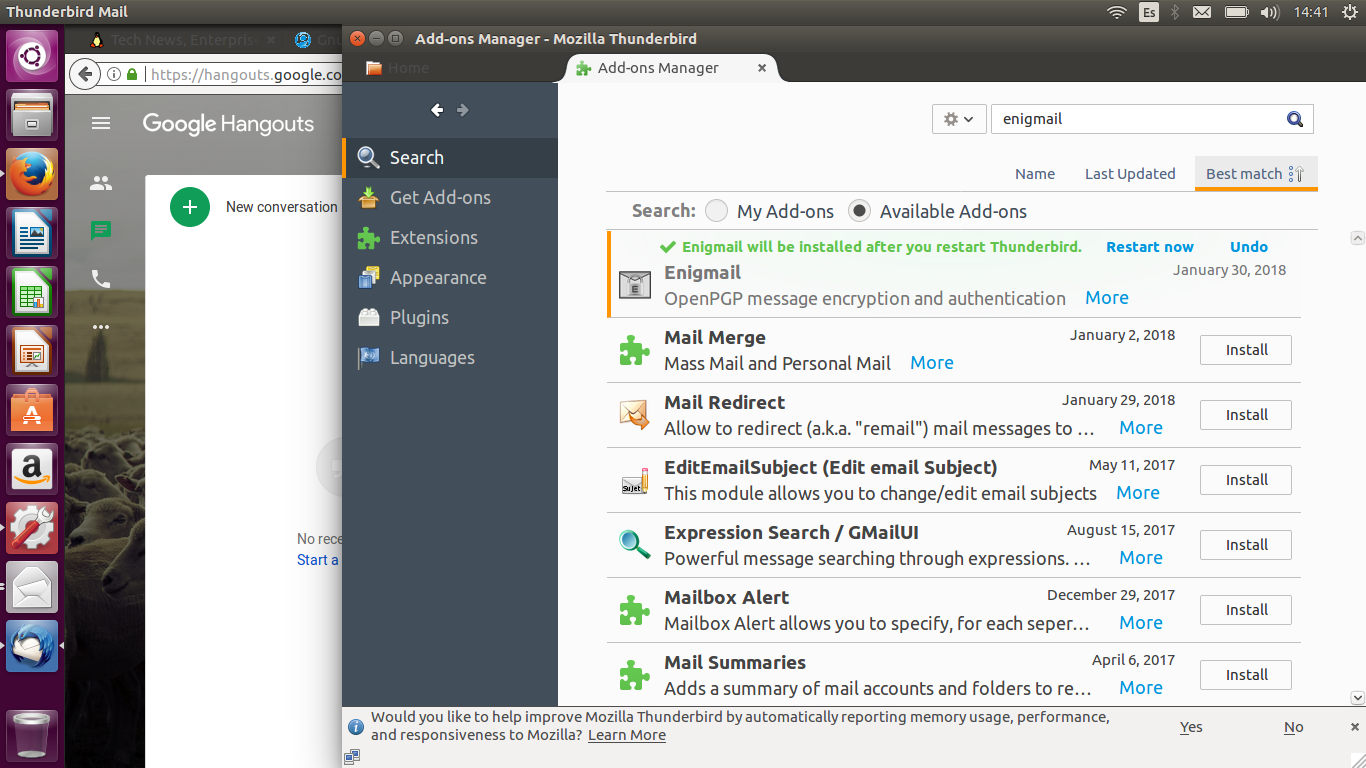 Thunderbird Mail
Es
14:41
Tech News, Enterpris
Gnu
https://hangouts.google.co
Google Hangouts
New conversation
No rece
Start a
Add-ons Manager - Mozilla Thunderbird
Home
Add-ons Manager
Search
Get Add-ons
Extensions
Appearance
Plugins
Languages
enigmail
Name Last Updated Best match
Search: My Add-ons Available Add-ons
Enigmail will be installed after you restart Thunderbird. Restart now Undo
Enigmail January 30, 2018
OpenPGP message encryption and authentication More
Mail Merge January 2, 2018
Mass Mail and Personal Mail More
Install
Mail Redirect January 29, 2018
Allow to redirect (a.k.a. "remail") mail messages to … More
Install
EditEmailSubject (Edit email Subject) May 11, 2017
This module allows you to change/edit email subjects More
Install
Sujet
Expression Search / GMailUI August 15, 2017
Powerful message searching through expressions. … More
Install
Mailbox Alert December 29, 2017
Mailbox Alert allows you to specify, for each seper… More
Install
Mail Summaries April 6, 2017
Adds a summary of mail accounts and folders to re… More
Install
Would you like to help improve Mozilla Thunderbird by automatically reporting memory usage, performance,
and responsiveness to Mozilla? Learn More
Yes No